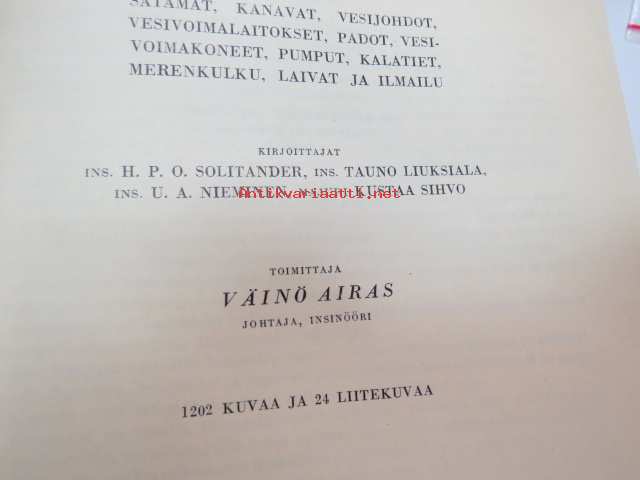 SATAMAT, KANAVAT, VESIJOHDOT,
VESIVOIMALAITOKSET, PADOT, VESI-
VOIMAKONEET, PUMPUT, KALATIET,
MERENKULKU, LAIVAT JA ILMAILU
KIRJOITTAJAT
INS. H. P. O. SOLITANDER, INS. TAUNO LIUKSIALA,
INS. U. A. NIEMINEN, KUSTAA SIHVO
Antikvariaatti.net
TOIMITTAJA
VÄINÖ AIRAS
JOHTAJA, INSINÖÖRI
1202 KUVAA JA 24 LIITEKUVAA